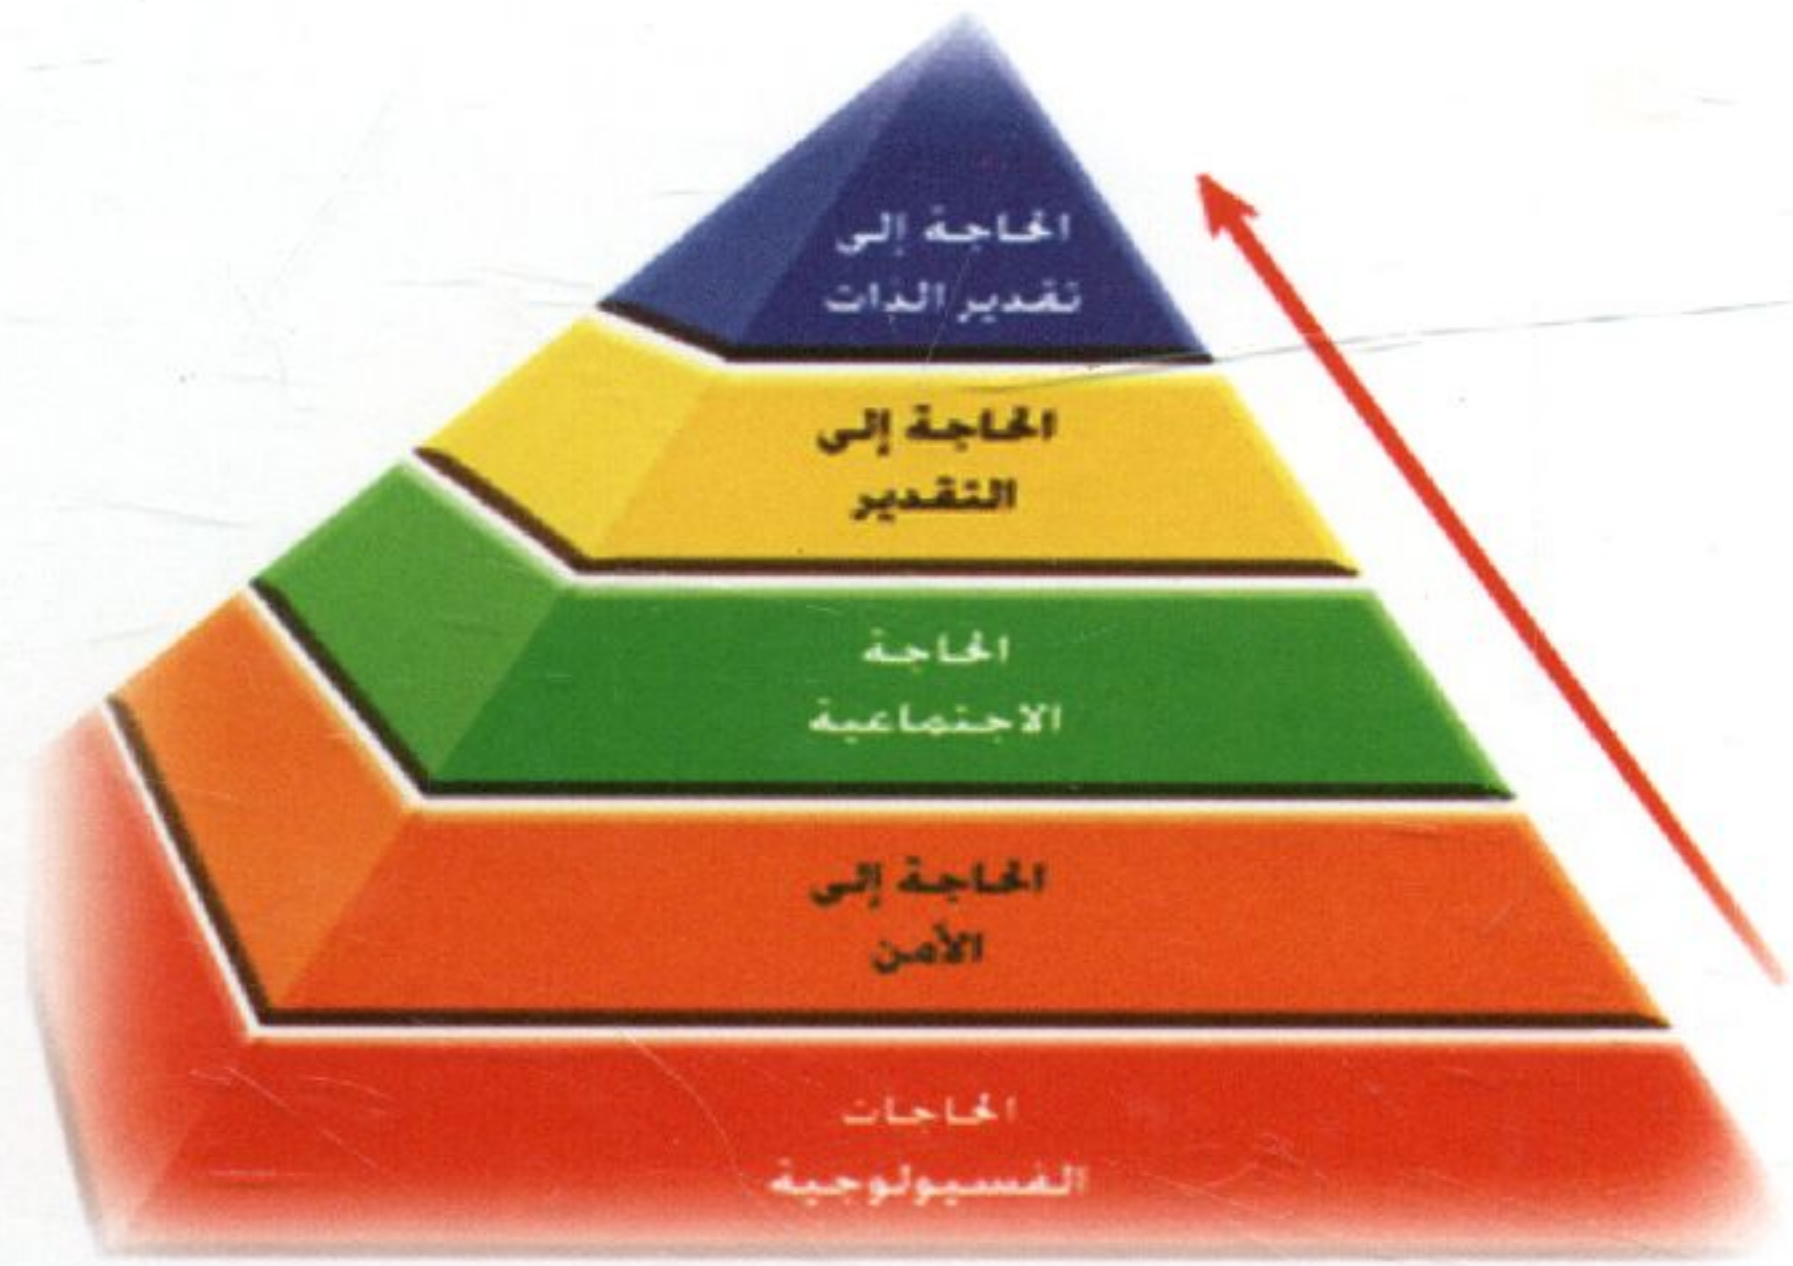 الحاجة إلى
تقدير الذات
الحاجة إلى
التقدير
الحاجة
الاجتماعية
الحاجة إلى
الأمن
الحاجات
الفسيولوجية